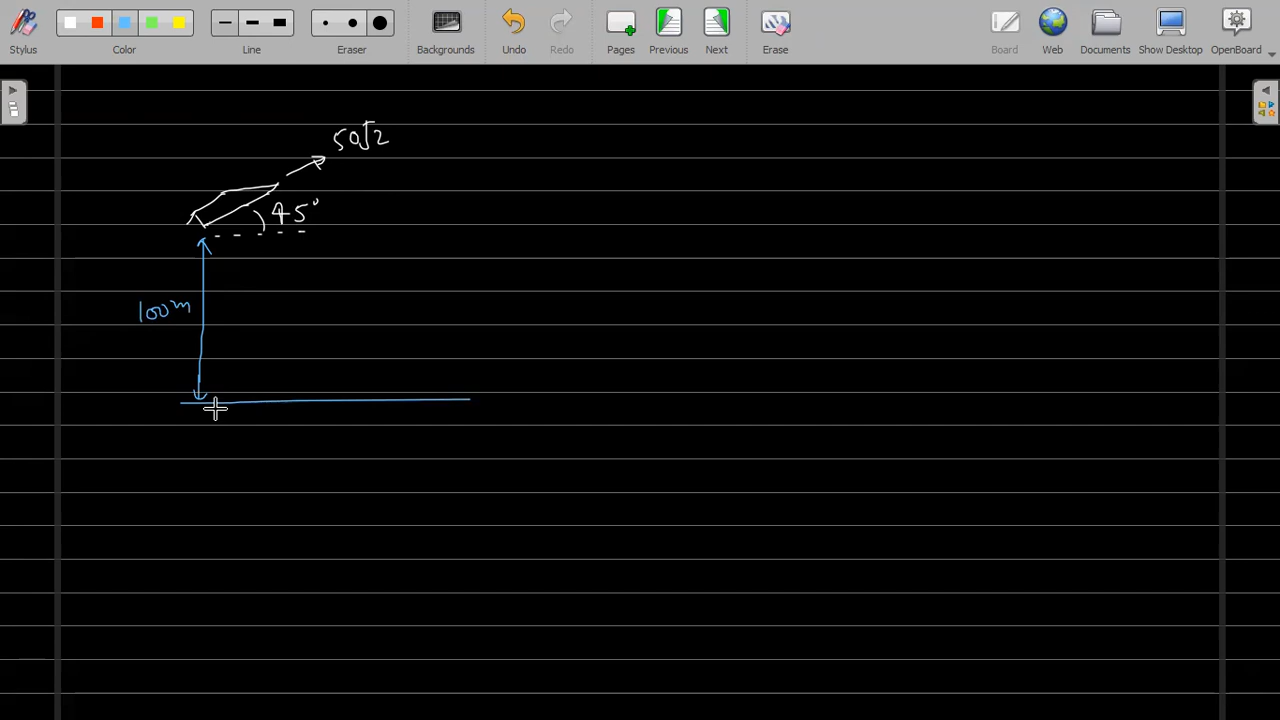 Stylus
Color
Line
Eraser
Backgrounds
Undo
Redo
Pages
Previous
Next
Erase
Board
Web
Documents
Show Desktop
OpenBoard
50√2
45°
100m